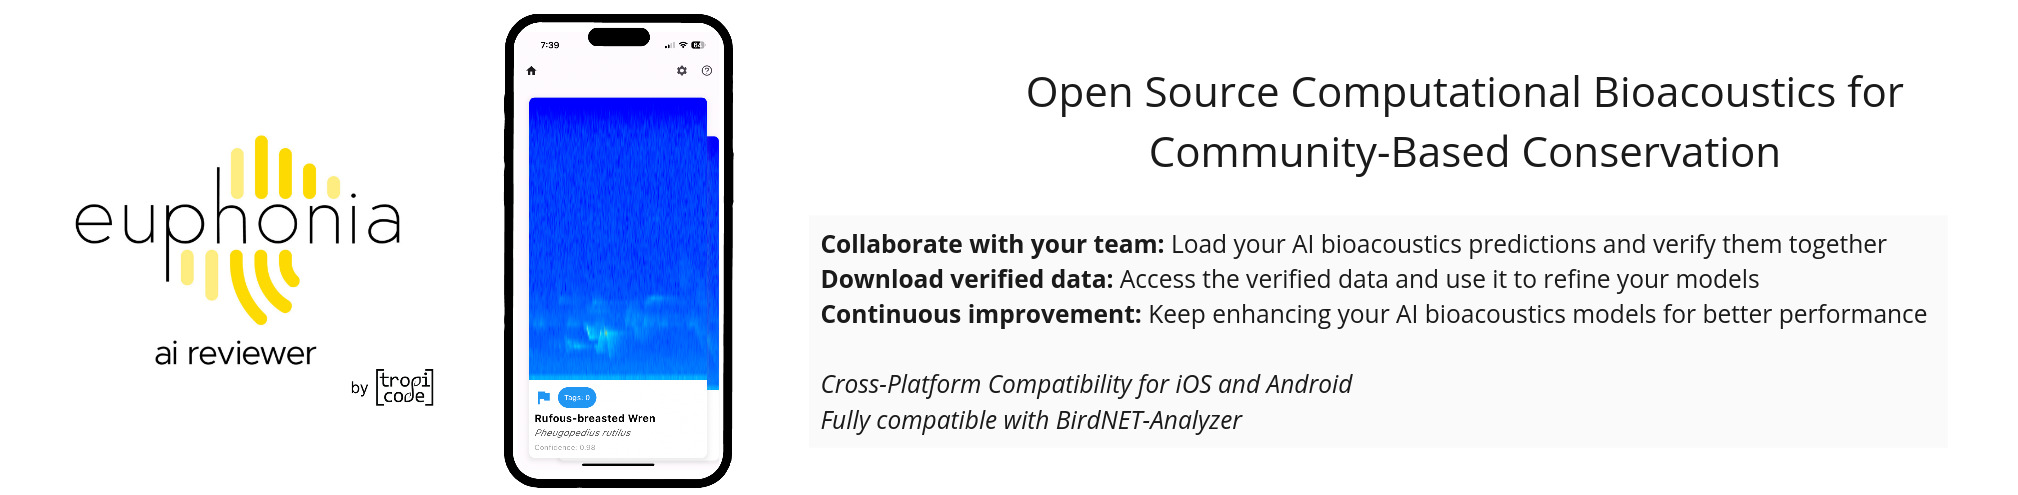 euphonia
ai reviewer
by [tropi
code]
7:39
Tags: 0
Rufous-breasted Wren
Pheugopedius rutilus
Confidence: 0.98
Open Source Computational Bioacoustics for
Community-Based Conservation
Collaborate with your team: Load your AI bioacoustics predictions and verify them together
Download verified data: Access the verified data and use it to refine your models
Continuous improvement: Keep enhancing your AI bioacoustics models for better performance
Cross-Platform Compatibility for iOS and Android
Fully compatible with BirdNET-Analyzer